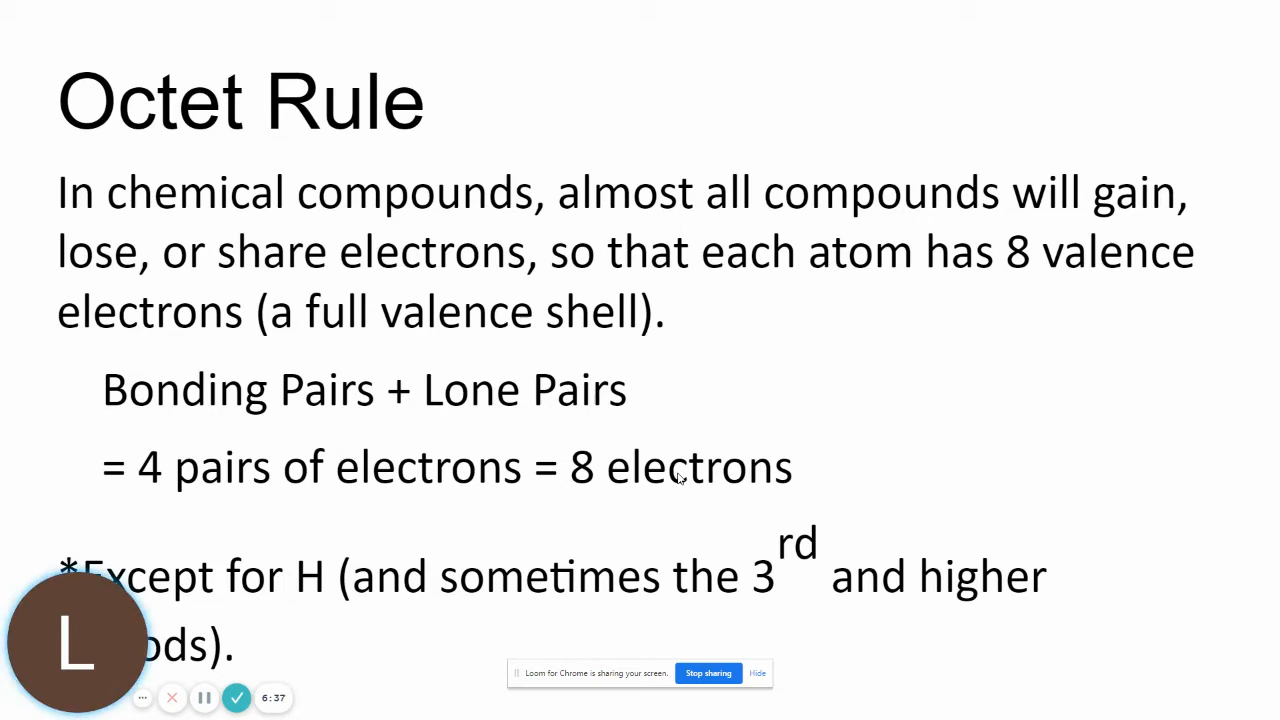 Octet Rule
In chemical compounds, almost all compounds will gain,
lose, or share electrons, so that each atom has 8 valence
electrons (a full valence shell).
Bonding Pairs + Lone Pairs
= 4 pairs of electrons = 8 electrons
*Except for H (and sometimes the 3rd and higher
ods).
L
Loom for Chrome is sharing your screen. Stop sharing Hide
6:37